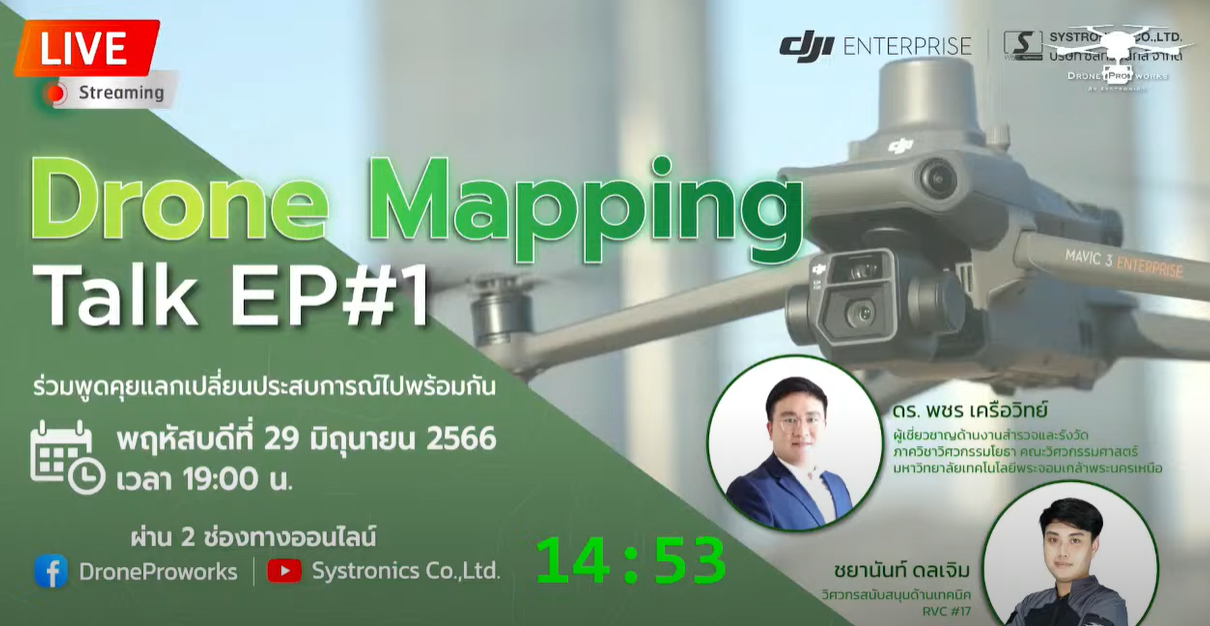 LIVE
Streaming
dji ENTERPRISE
SYSTRONICS CO.,LTD.
DRONE PRO WORKS
Drone Mapping
Talk EP#1
dji
MAVIC 3 ENTERPRISE
ร่วมพูดคุยแลกเปลี่ยนประสบการณ์ไปพร้อมกัน
พฤหัสบดีที่ 29 มิถุนายน 2566
เวลา 19:00 น.
ผ่าน 2 ช่องทางออนไลน์
DroneProworks
Systronics Co.,Ltd.
14:53
ดร. พชร เครือวิทย์
ผู้เชี่ยวชาญด้านงานสำรวจและรังวัด
ภาควิชาวิศวกรรมโยธา คณะวิศวกรรมศาสตร์
มหาวิทยาลัยเทคโนโลยีพระจอมเกล้าพระนครเหนือ
ชยานันท์ ดลเจิม
วิศวกรสนับสนุนด้านเทคนิค
RVC #17